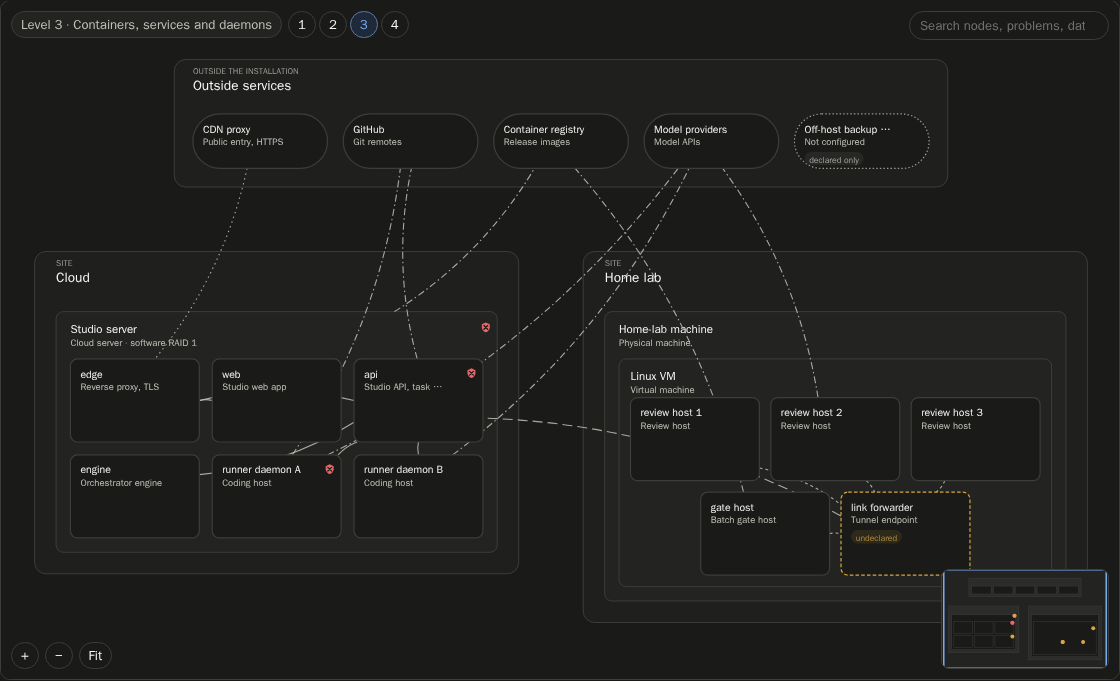 Level 3 · Containers, services and daemons
1
2
3
4
Search nodes, problems, dat
OUTSIDE THE INSTALLATION
Outside services
CDN proxy
Public entry, HTTPS
GitHub
Git remotes
Container registry
Release images
Model providers
Model APIs
Off-host backup ···
Not configured
declared only
SITE
Cloud
Studio server
Cloud server · software RAID 1
edge
Reverse proxy, TLS
web
Studio web app
api
Studio API, task ···
engine
Orchestrator engine
runner daemon A
Coding host
runner daemon B
Coding host
SITE
Home lab
Home-lab machine
Physical machine
Linux VM
Virtual machine
review host 1
Review host
review host 2
Review host
review host 3
Review host
gate host
Batch gate host
link forwarder
Tunnel endpoint
undeclared
+
−
Fit